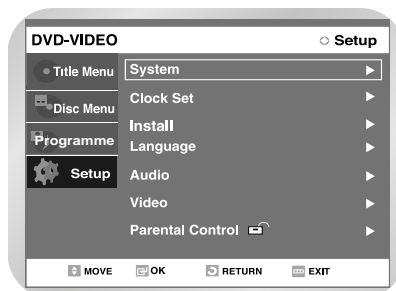 DVD-VIDEO
Setup
Title Menu
Disc Menu
Programme
Setup
System
Clock Set
Install
Language
Audio
Video
Parental Control
MOVE OK RETURN EXIT